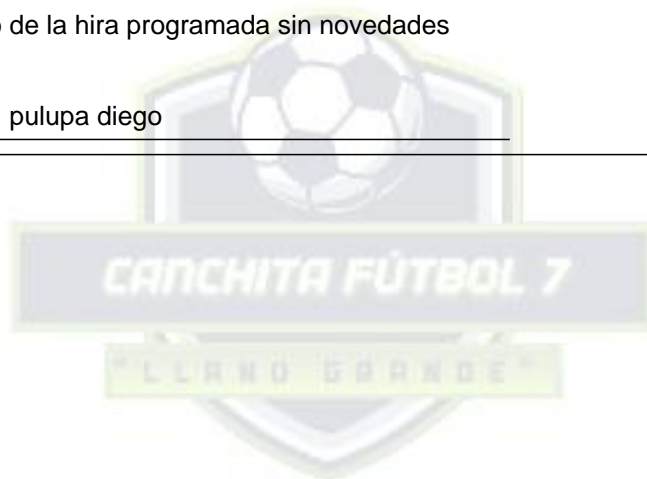 o de la hira programada sin novedades
pulupa diego
CANCHITA FÚTBOL 7
"LLANO GRANDE"